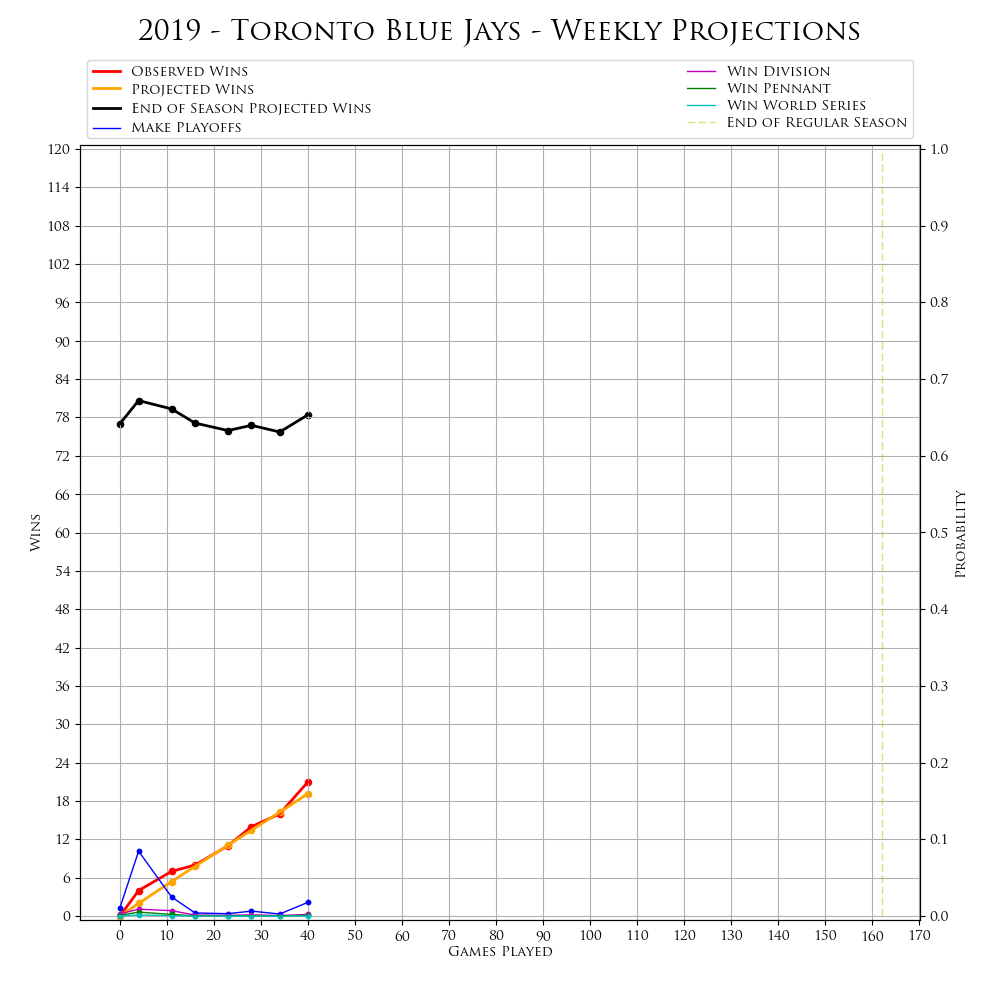 2019 - Toronto Blue Jays - Weekly Projections
Observed Wins
Projected Wins
End of Season Projected Wins
Make Playoffs
Win Division
Win Pennant
Win World Series
End of Regular Season
120
114
108
102
96
90
84
78
72
66
60
54
48
42
36
30
24
18
12
6
0
Wins
1.0
0.9
0.8
0.7
0.6
0.5
0.4
0.3
0.2
0.1
0.0
Probability
0 10 20 30 40 50 60 70 80 90 100 110 120 130 140 150 160 170
Games Played